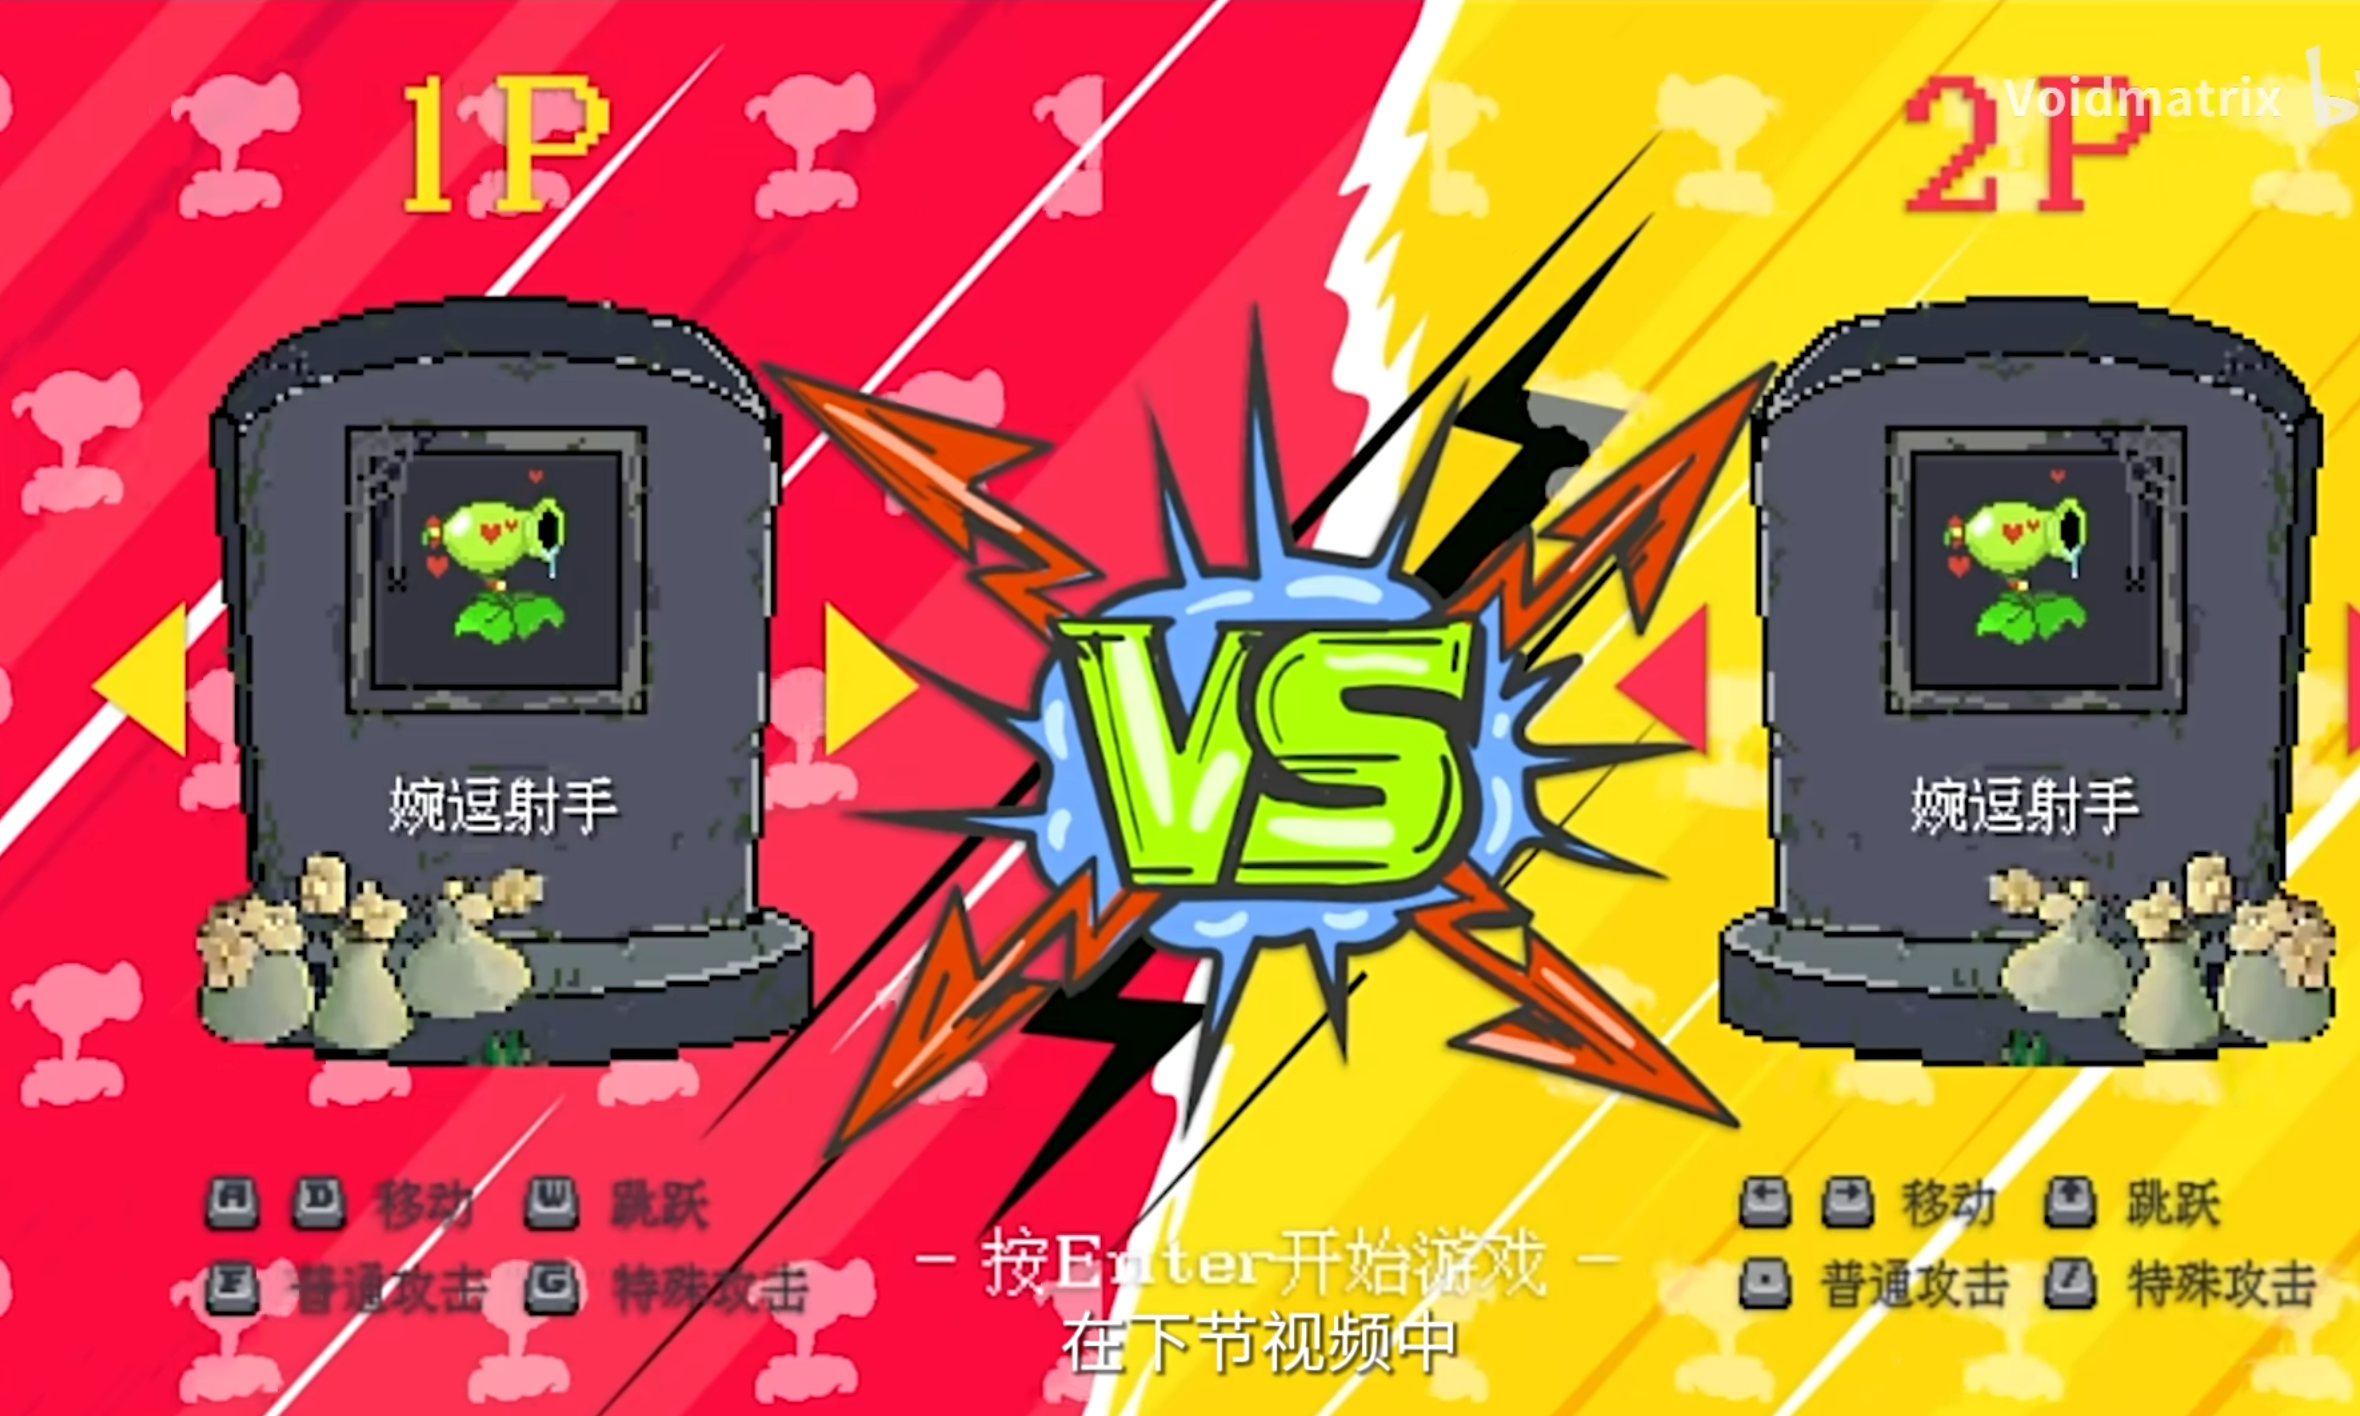 1P
2P
Voidmatrix
VS
婉逗射手
婉逗射手
A D 移动 W 跳跃
F 普通攻击 G 特殊攻击
← → 移动 ↑ 跳跃
. 普通攻击 / 特殊攻击
- 按Enter开始游戏 -
在下节视频中